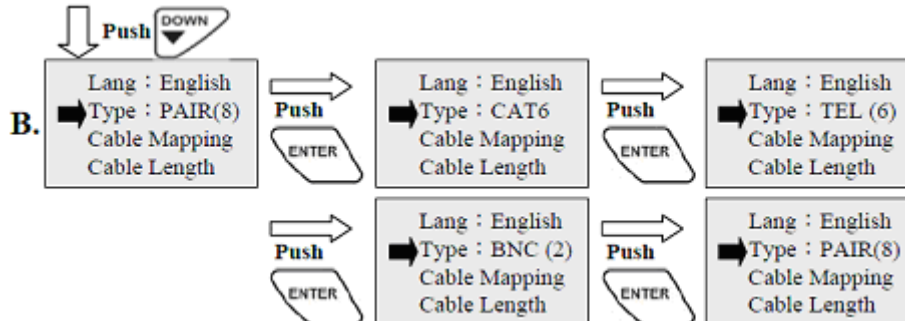 Push DOWN
B.
Lang：English
Type：PAIR(8)
Cable Mapping
Cable Length
Push
ENTER
Lang：English
Type：CAT6
Cable Mapping
Cable Length
Push
ENTER
Lang：English
Type：TEL (6)
Cable Mapping
Cable Length
Push
ENTER
Lang：English
Type：BNC (2)
Cable Mapping
Cable Length
Push
ENTER
Lang：English
Type：PAIR(8)
Cable Mapping
Cable Length